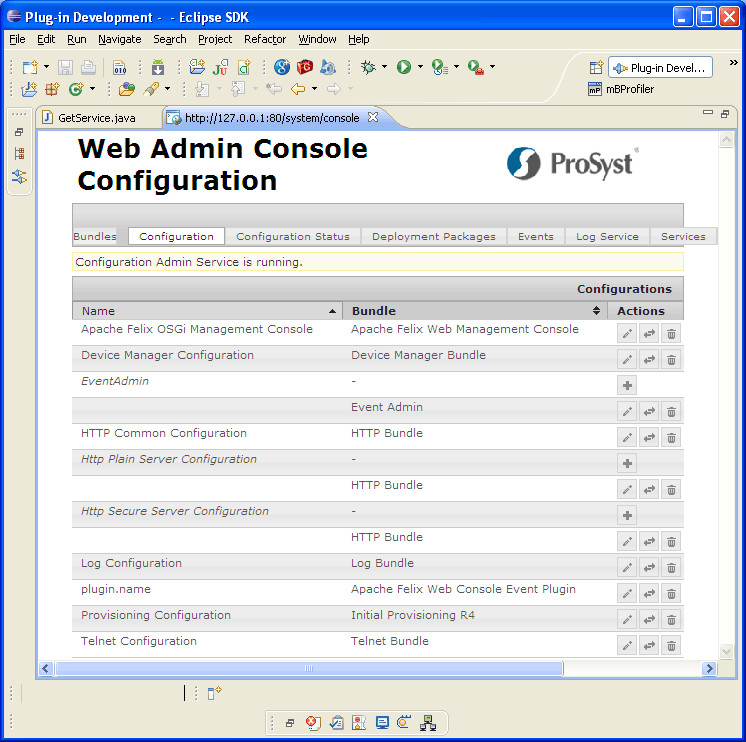 Plug-in Development - - Eclipse SDK
File Edit Run Navigate Search Project Refactor Window Help
Plug-in Devel...
mBProfiler
GetService.java http://127.0.0.1:80/system/console
Web Admin Console
Configuration
ProSyst
Bundles Configuration Configuration Status Deployment Packages Events Log Service Services
Configuration Admin Service is running.
Configurations
Name Bundle Actions
Apache Felix OSGi Management Console Apache Felix Web Management Console
Device Manager Configuration Device Manager Bundle
EventAdmin -
Event Admin
HTTP Common Configuration HTTP Bundle
Http Plain Server Configuration -
HTTP Bundle
Http Secure Server Configuration -
HTTP Bundle
Log Configuration Log Bundle
plugin.name Apache Felix Web Console Event Plugin
Provisioning Configuration Initial Provisioning R4
Telnet Configuration Telnet Bundle